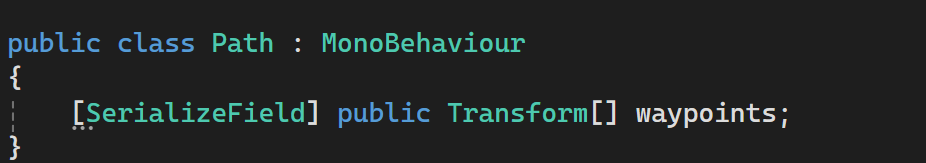 public class Path : MonoBehaviour
{
    [SerializeField] public Transform[] waypoints;
}